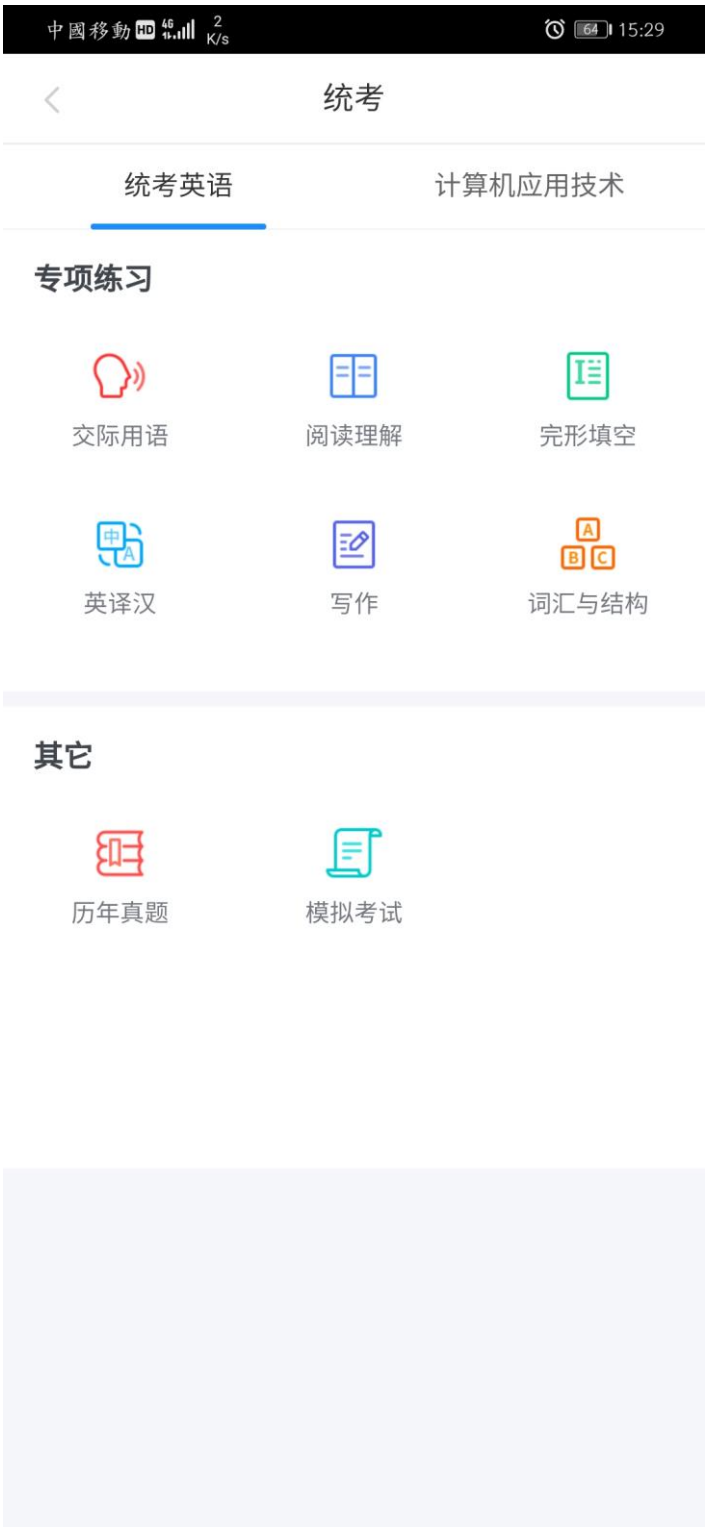 中國移動 HD 4G 2 K/s 64 15:29
统考
统考英语 计算机应用技术
专项练习
交际用语 阅读理解 完形填空
中 A A B C
英译汉 写作 词汇与结构
其它
历年真题 模拟考试